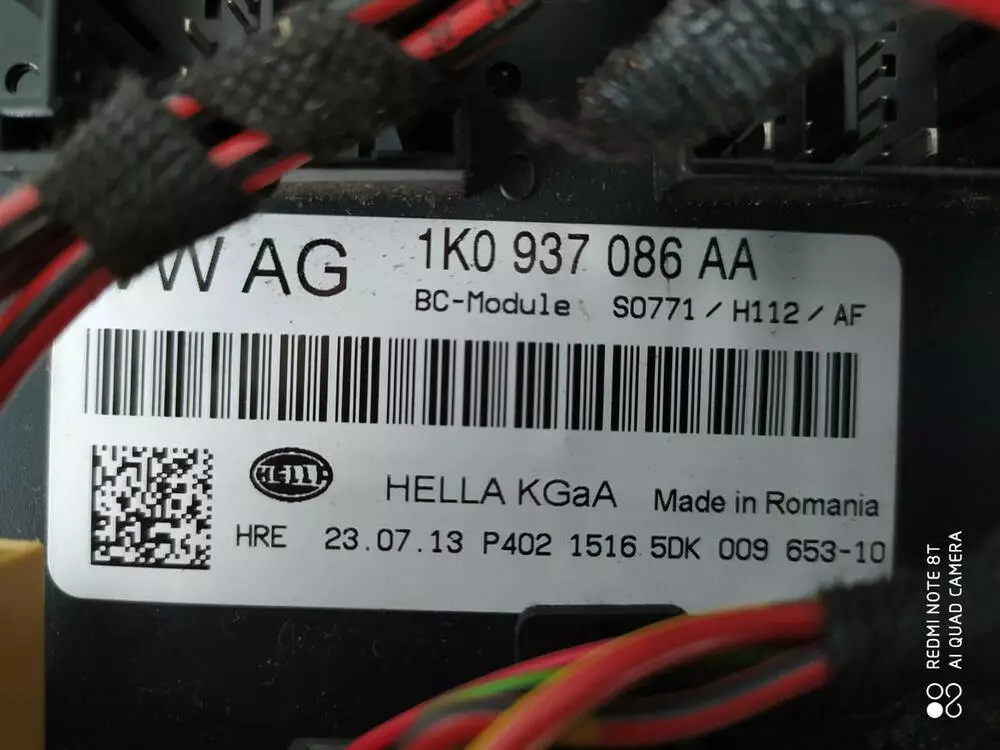 VW AG
1K0 937 086 AA
BC-Module S0771 / H112 / AF
HELLA
HELLA KGaA Made in Romania
HRE 23.07.13 P402 1516 5DK 009 653-10
REDMI NOTE 8T
AI QUAD CAMERA